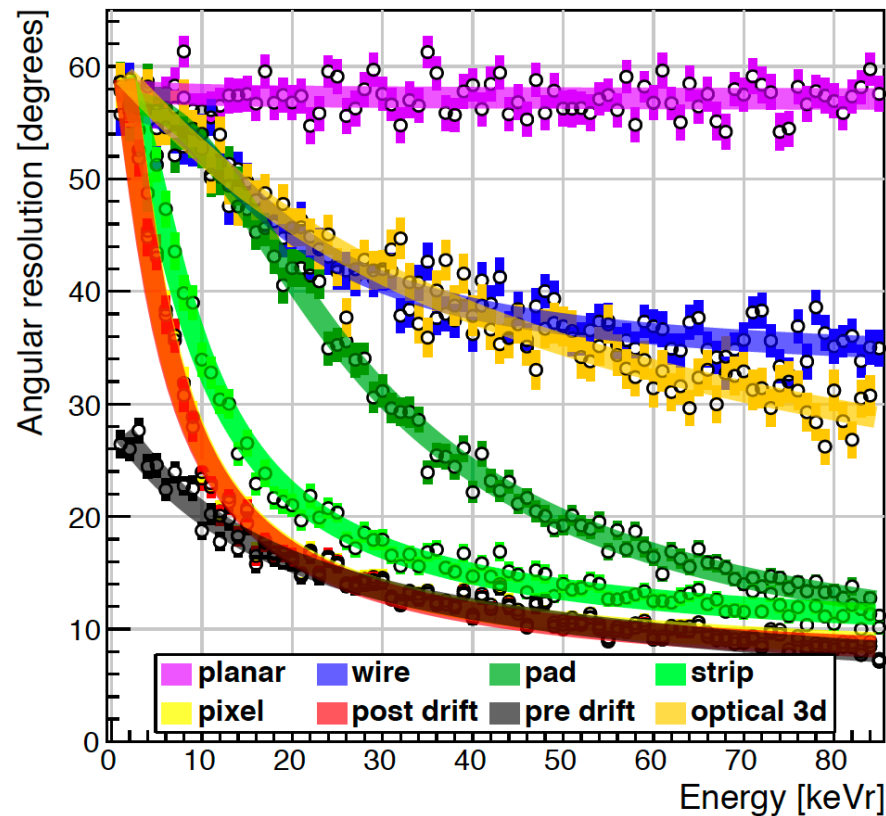 Angular resolution [degrees]
60
50
40
30
20
10
0
planar wire pad strip
pixel post drift pre drift optical 3d
0 10 20 30 40 50 60 70 80
Energy [keVr]